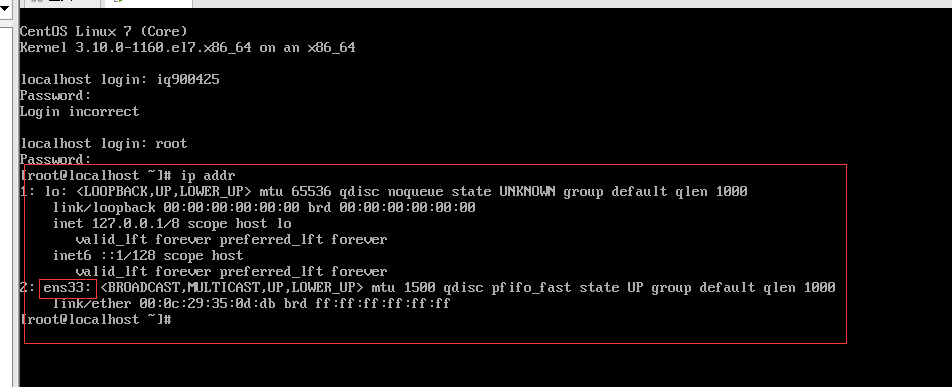 CentOS Linux 7 (Core)
Kernel 3.10.0-1160.el7.x86_64 on an x86_64
localhost login: iq900425
Password:
Login incorrect
localhost login: root
Password:
[root@localhost ~]# ip addr
1: lo: <LOOPBACK,UP,LOWER_UP> mtu 65536 qdisc noqueue state UNKNOWN group default qlen 1000
link/loopback 00:00:00:00:00:00 brd 00:00:00:00:00:00
inet 127.0.0.1/8 scope host lo
valid_lft forever preferred_lft forever
inet6 ::1/128 scope host
valid_lft forever preferred_lft forever
2: ens33: <BROADCAST,MULTICAST,UP,LOWER_UP> mtu 1500 qdisc pfifo_fast state UP group default qlen 1000
link/ether 00:0c:29:35:0d:db brd ff:ff:ff:ff:ff:ff
[root@localhost ~]#